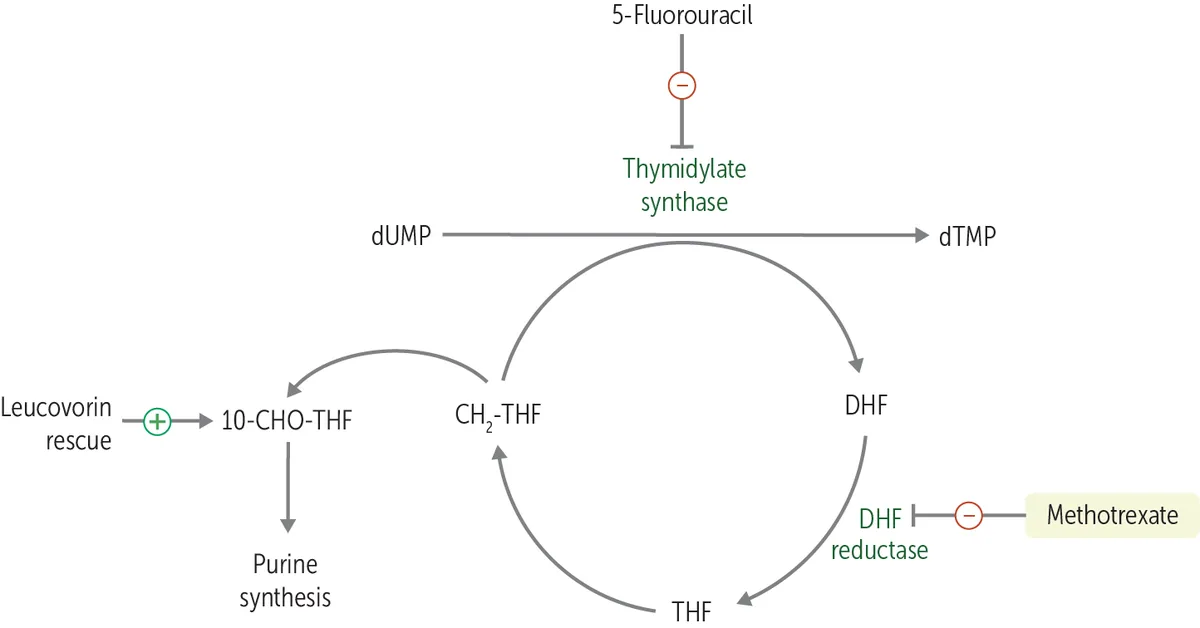 5-Fluorouracil
−
Thymidylate
synthase
dUMP
dTMP
Leucovorin
rescue
+
10-CHO-THF
CH₂-THF
DHF
DHF
reductase
−
Methotrexate
Purine
synthesis
THF